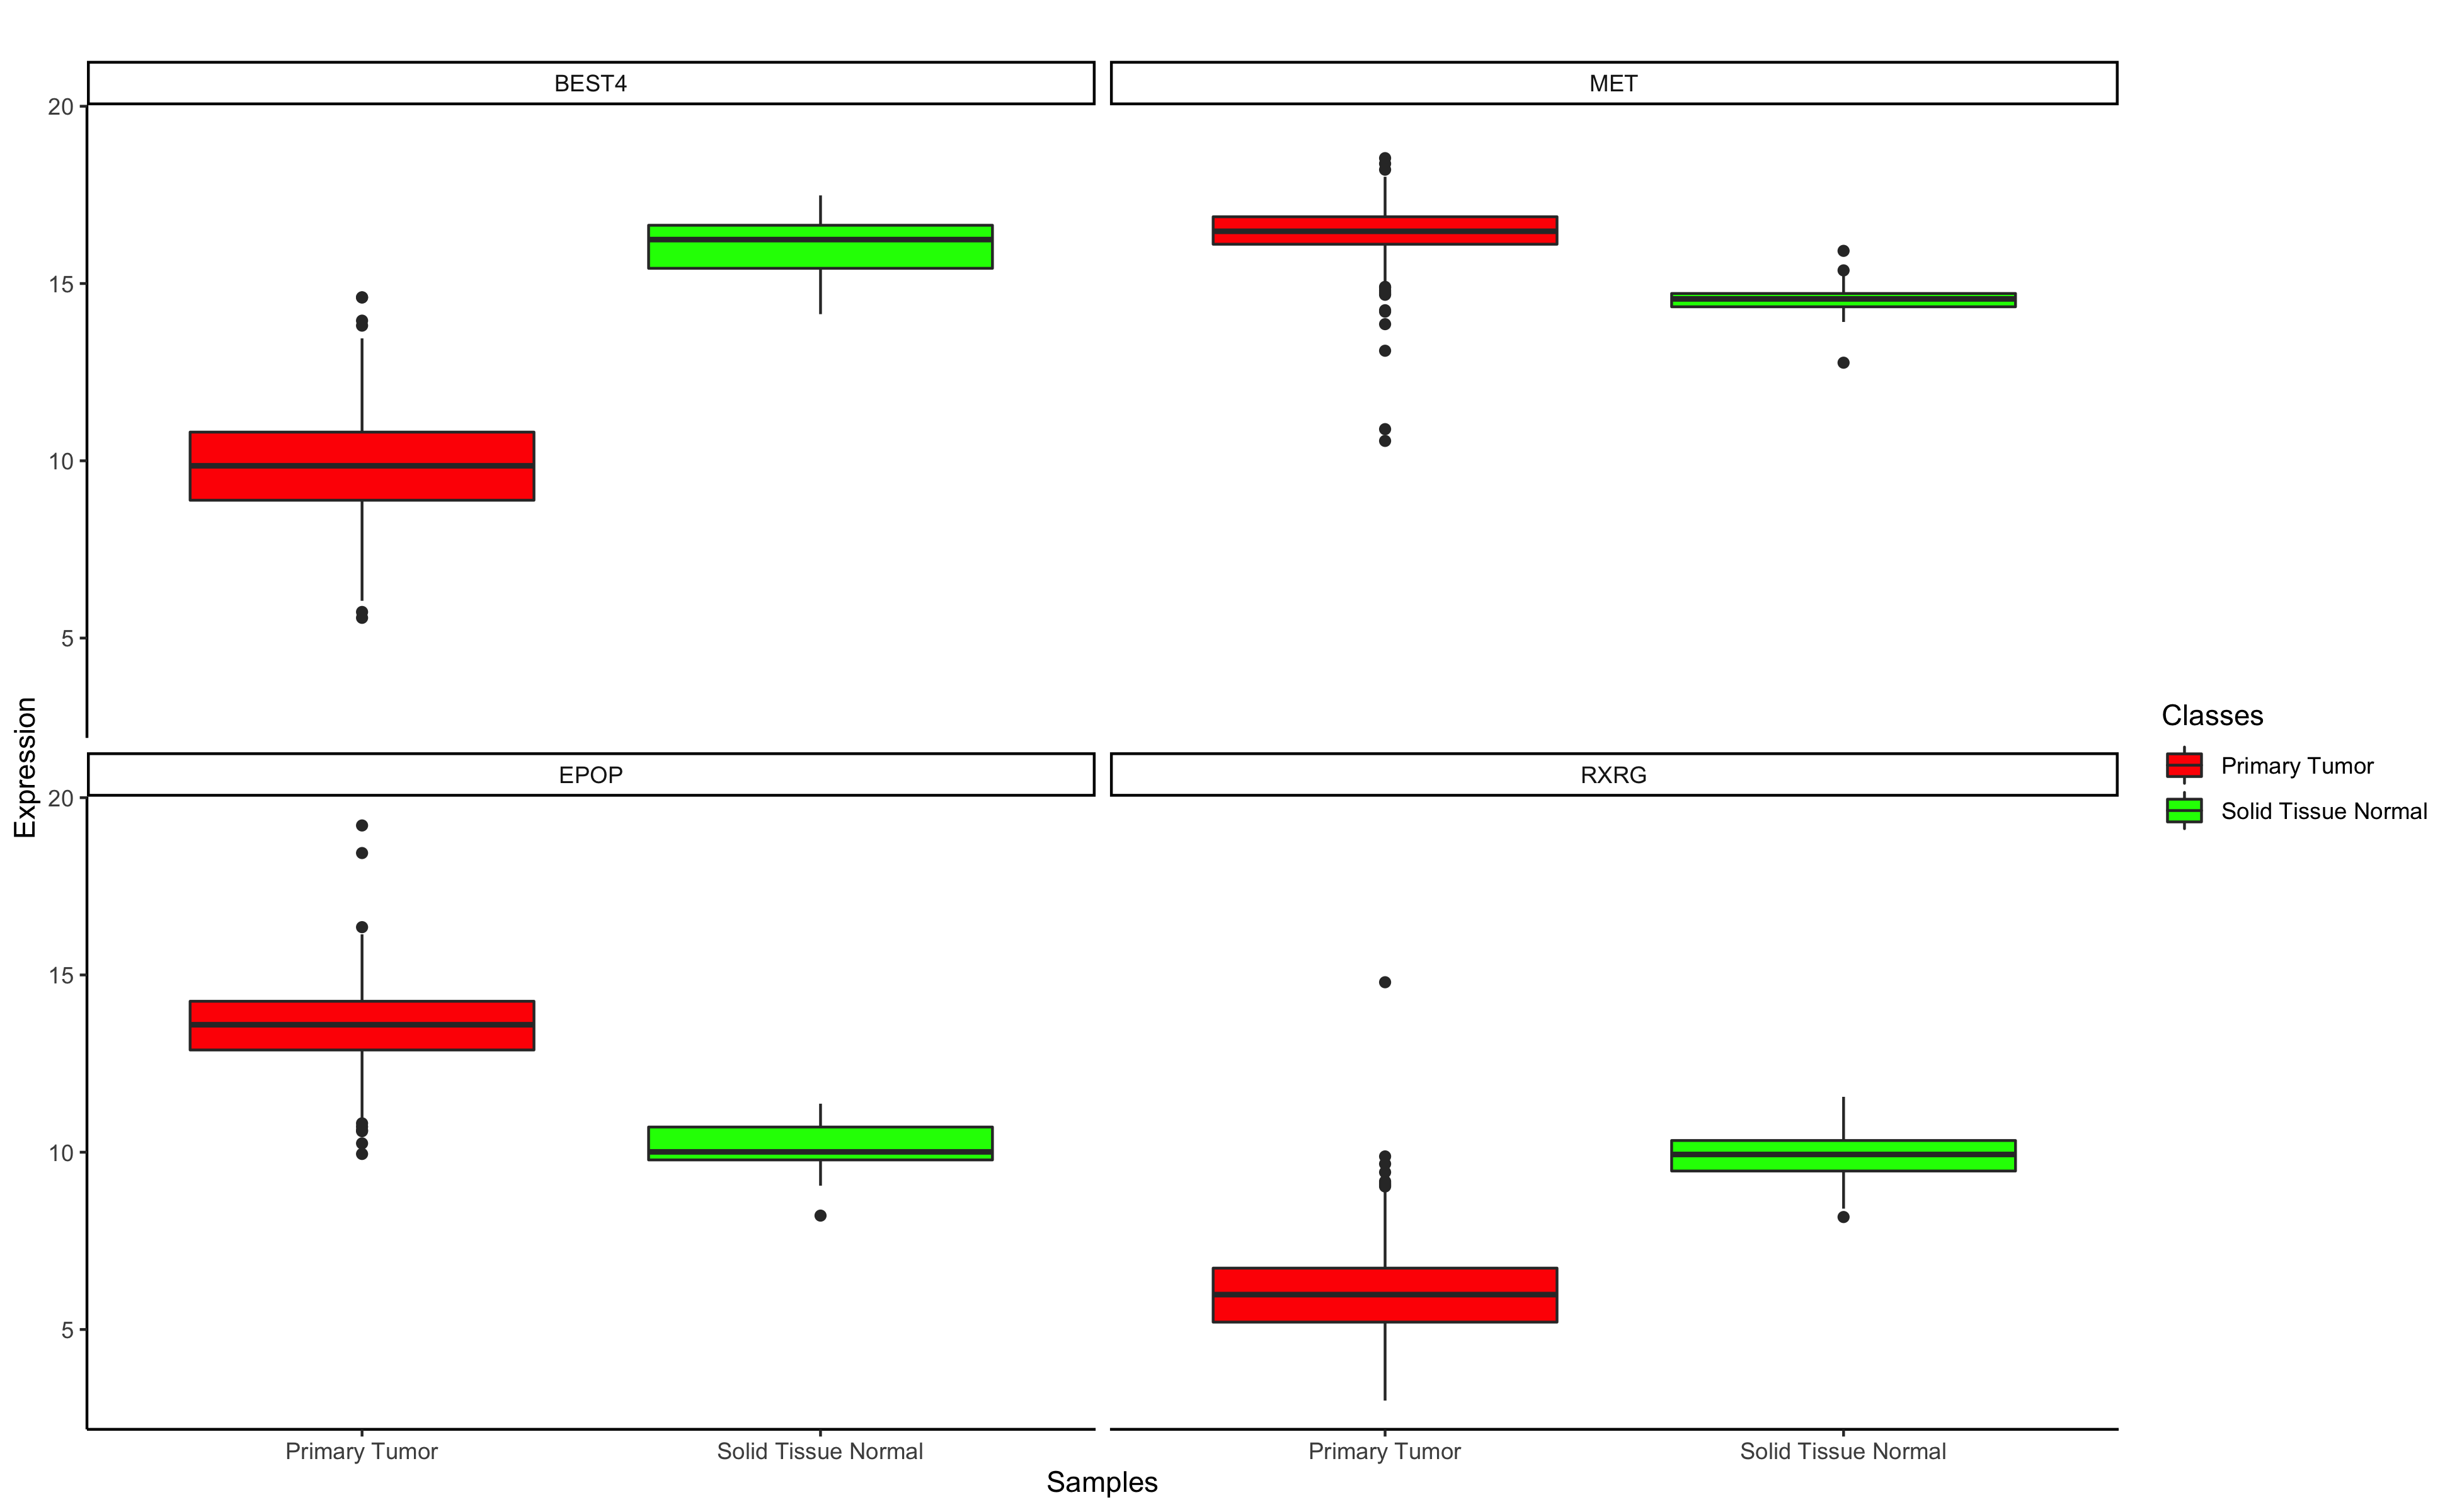 BEST4
MET
20
15
10
5
EPOP
RXRG
20
15
10
5
Expression
Primary Tumor
Solid Tissue Normal
Primary Tumor
Solid Tissue Normal
Samples
Classes
Primary Tumor
Solid Tissue Normal